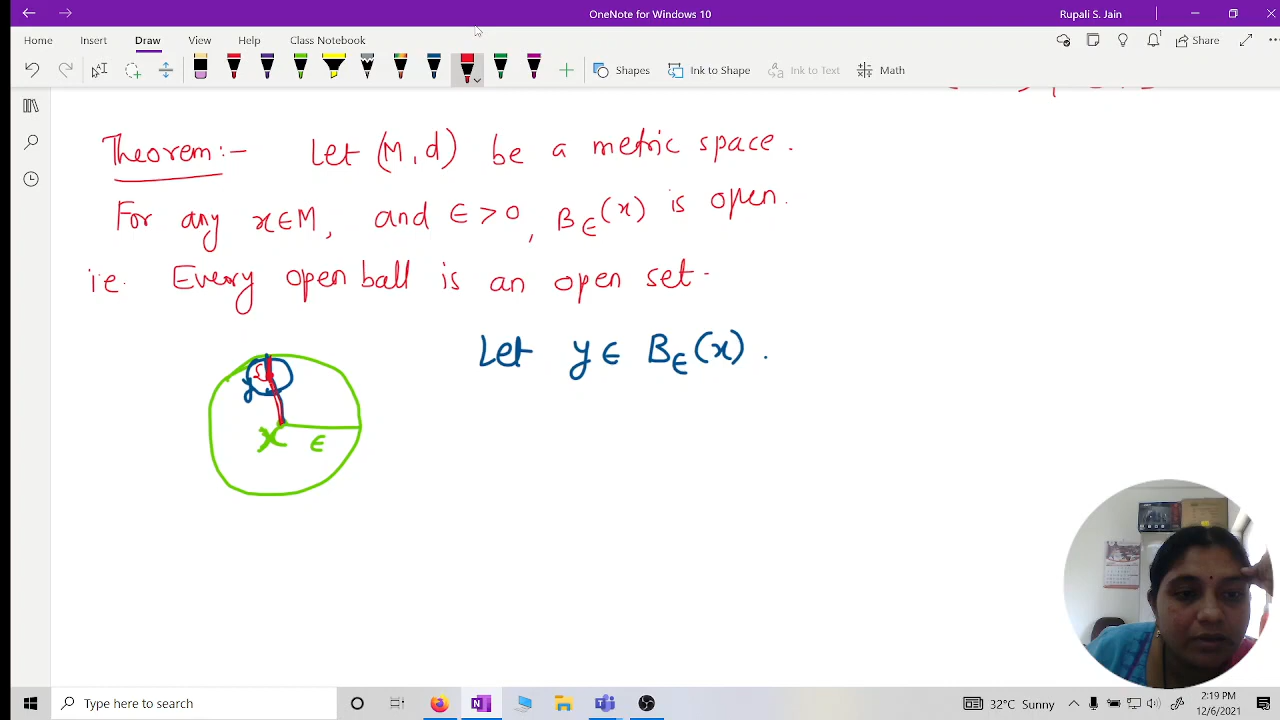 OneNote for Windows 10
Rupali S. Jain
Home Insert Draw View Help Class Notebook
Share
Shapes Ink to Shape Ink to Text Math
Theorem:- Let (M, d) be a metric space.
For any x∈M, and ∈ > 0, B∈(x) is open.
i.e. Every open ball is an open set.
Let y ∈ B∈(x).
y
x ∈
Type here to search
32°C Sunny
2:19 PM
12/6/2021